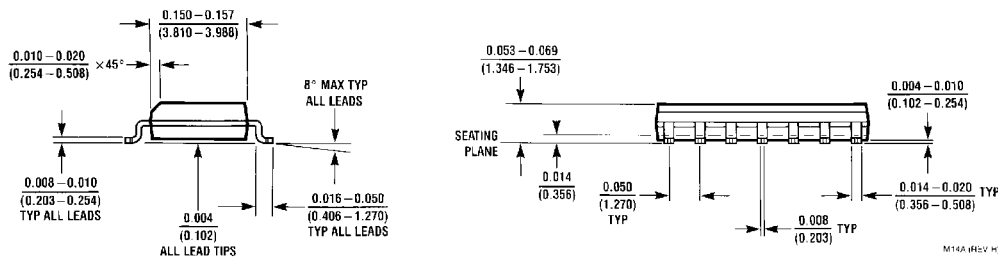 0.150–0.157
(3.810–3.988)
0.010–0.020
(0.254–0.508)
×45°
8° MAX TYP
ALL LEADS
0.008–0.010
(0.203–0.254)
TYP ALL LEADS
0.004
(0.102)
ALL LEAD TIPS
0.016–0.050
(0.406–1.270)
TYP ALL LEADS
0.053–0.069
(1.346–1.753)
0.004–0.010
(0.102–0.254)
SEATING
PLANE
0.014
(0.356)
0.050
(1.270)
TYP
0.008
(0.203)
TYP
0.014–0.020
(0.356–0.508)
TYP
M14A (REV H)